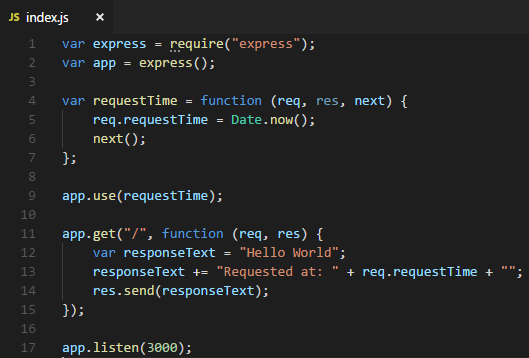 JS index.js ×
1 var express = require("express");
2 var app = express();
3
4 var requestTime = function (req, res, next) {
5     req.requestTime = Date.now();
6     next();
7 };
8
9 app.use(requestTime);
10
11 app.get("/", function (req, res) {
12     var responseText = "Hello World";
13     responseText += "Requested at: " + req.requestTime + "";
14     res.send(responseText);
15 });
16
17 app.listen(3000);